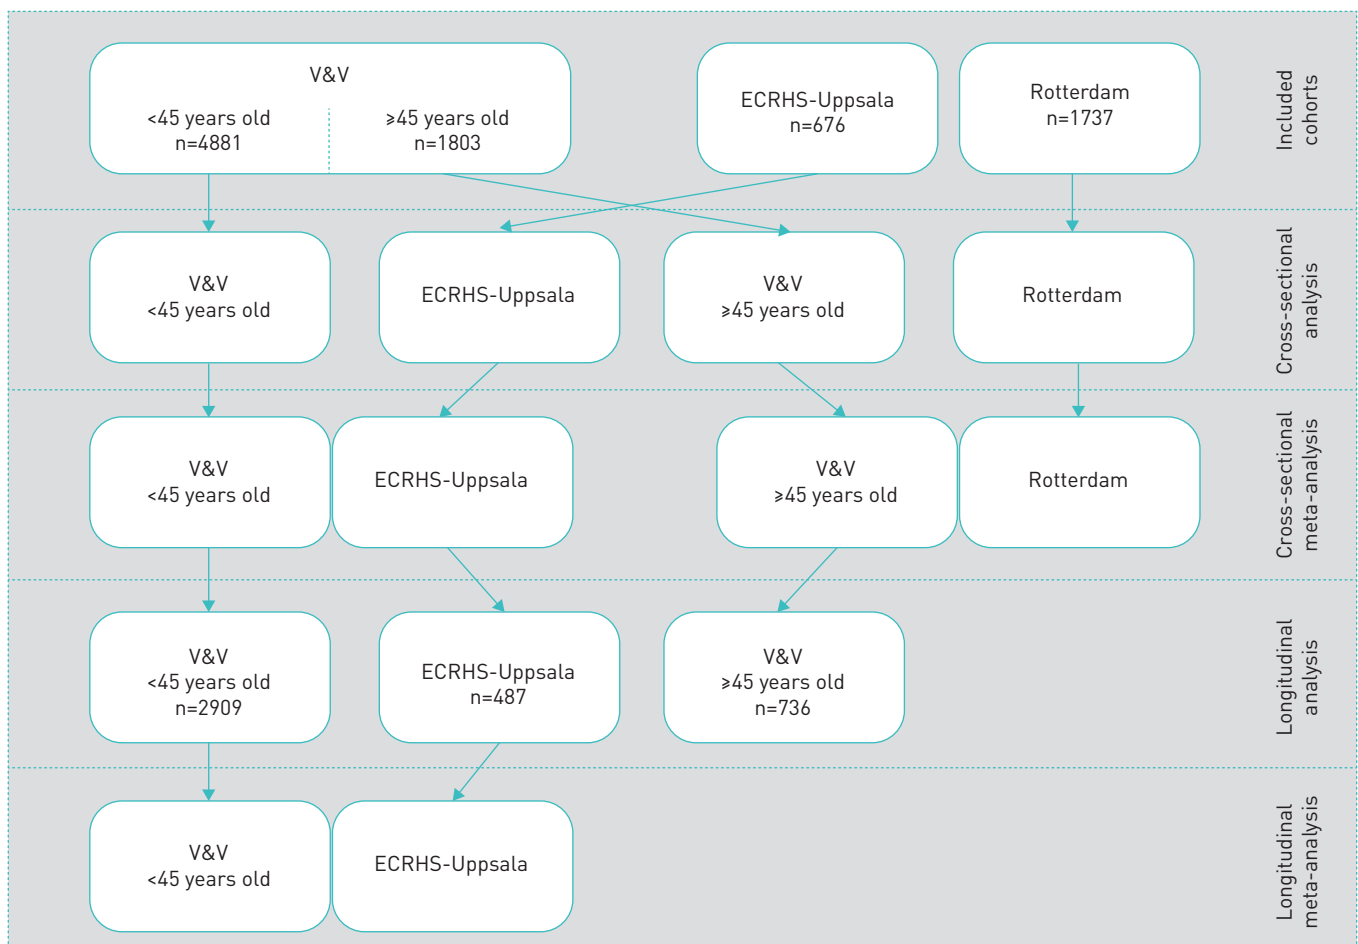 V&V
<45 years old
n=4881
≥45 years old
n=1803
ECRHS-Uppsala
n=676
Rotterdam
n=1737
Included
cohorts
V&V
<45 years old
ECRHS-Uppsala
V&V
≥45 years old
Rotterdam
Cross-sectional
analysis
V&V
<45 years old
ECRHS-Uppsala
V&V
≥45 years old
Rotterdam
Cross-sectional
meta-analysis
V&V
<45 years old
n=2909
ECRHS-Uppsala
n=487
V&V
≥45 years old
n=736
Longitudinal
analysis
V&V
<45 years old
ECRHS-Uppsala
Longitudinal
meta-analysis